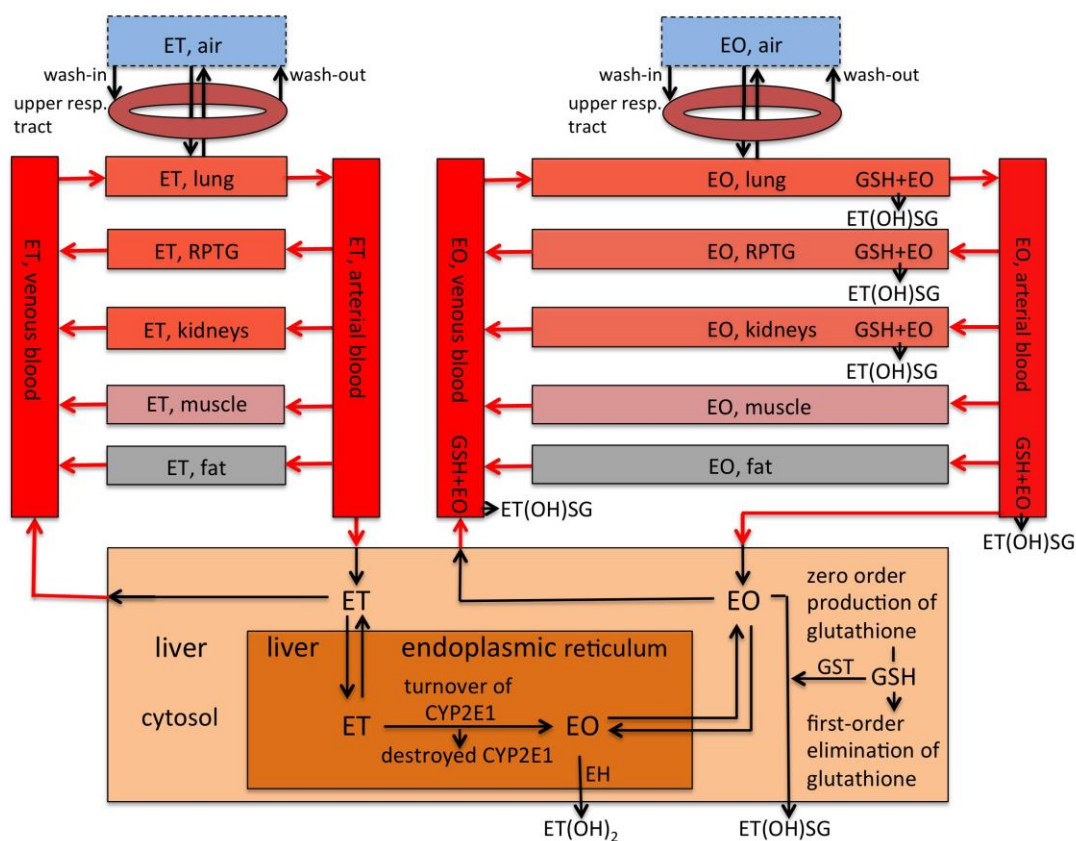 ET, air
wash-in
wash-out
upper resp.
tract
ET, lung
ET, RPTG
ET, kidneys
ET, muscle
ET, fat
ET, venous blood
ET, arterial blood
EO, air
wash-in
wash-out
upper resp.
tract
EO, lung
GSH+EO
ET(OH)SG
EO, RPTG
GSH+EO
ET(OH)SG
EO, kidneys
GSH+EO
ET(OH)SG
EO, muscle
EO, fat
EO, venous blood
GSH+EO
ET(OH)SG
EO, arterial blood
GSH+EO
ET(OH)SG
ET
EO
zero order
production of
glutathione
GST
GSH
first-order
elimination of
glutathione
liver
cytosol
liver endoplasmic reticulum
turnover of
CYP2E1
ET
EO
destroyed CYP2E1
EH
ET(OH)₂
ET(OH)SG